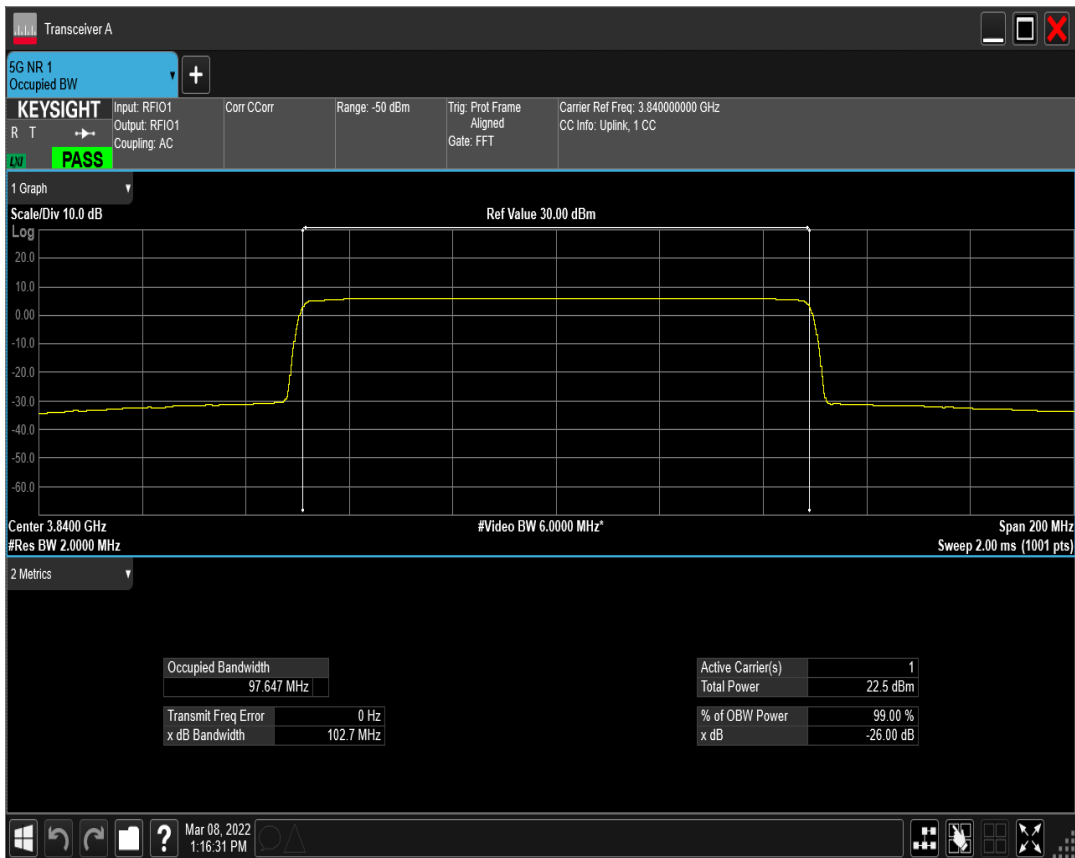 Transceiver A
5G NR 1
Occupied BW
KEYSIGHT
R T
LXI
PASS
Input: RFIO1
Output: RFIO1
Coupling: AC
Corr CCorr
Range: -50 dBm
Trig: Prot Frame
Aligned
Gate: FFT
Carrier Ref Freq: 3.840000000 GHz
CC Info: Uplink, 1 CC
1 Graph
Scale/Div 10.0 dB
Ref Value 30.00 dBm
Log
20.0
10.0
0.00
-10.0
-20.0
-30.0
-40.0
-50.0
-60.0
Center 3.8400 GHz
#Video BW 6.0000 MHz*
Span 200 MHz
#Res BW 2.0000 MHz
Sweep 2.00 ms (1001 pts)
2 Metrics
Occupied Bandwidth
97.647 MHz
Transmit Freq Error 0 Hz
x dB Bandwidth 102.7 MHz
Active Carrier(s) 1
Total Power 22.5 dBm
% of OBW Power 99.00 %
x dB -26.00 dB
?
Mar 08, 2022
1:16:31 PM